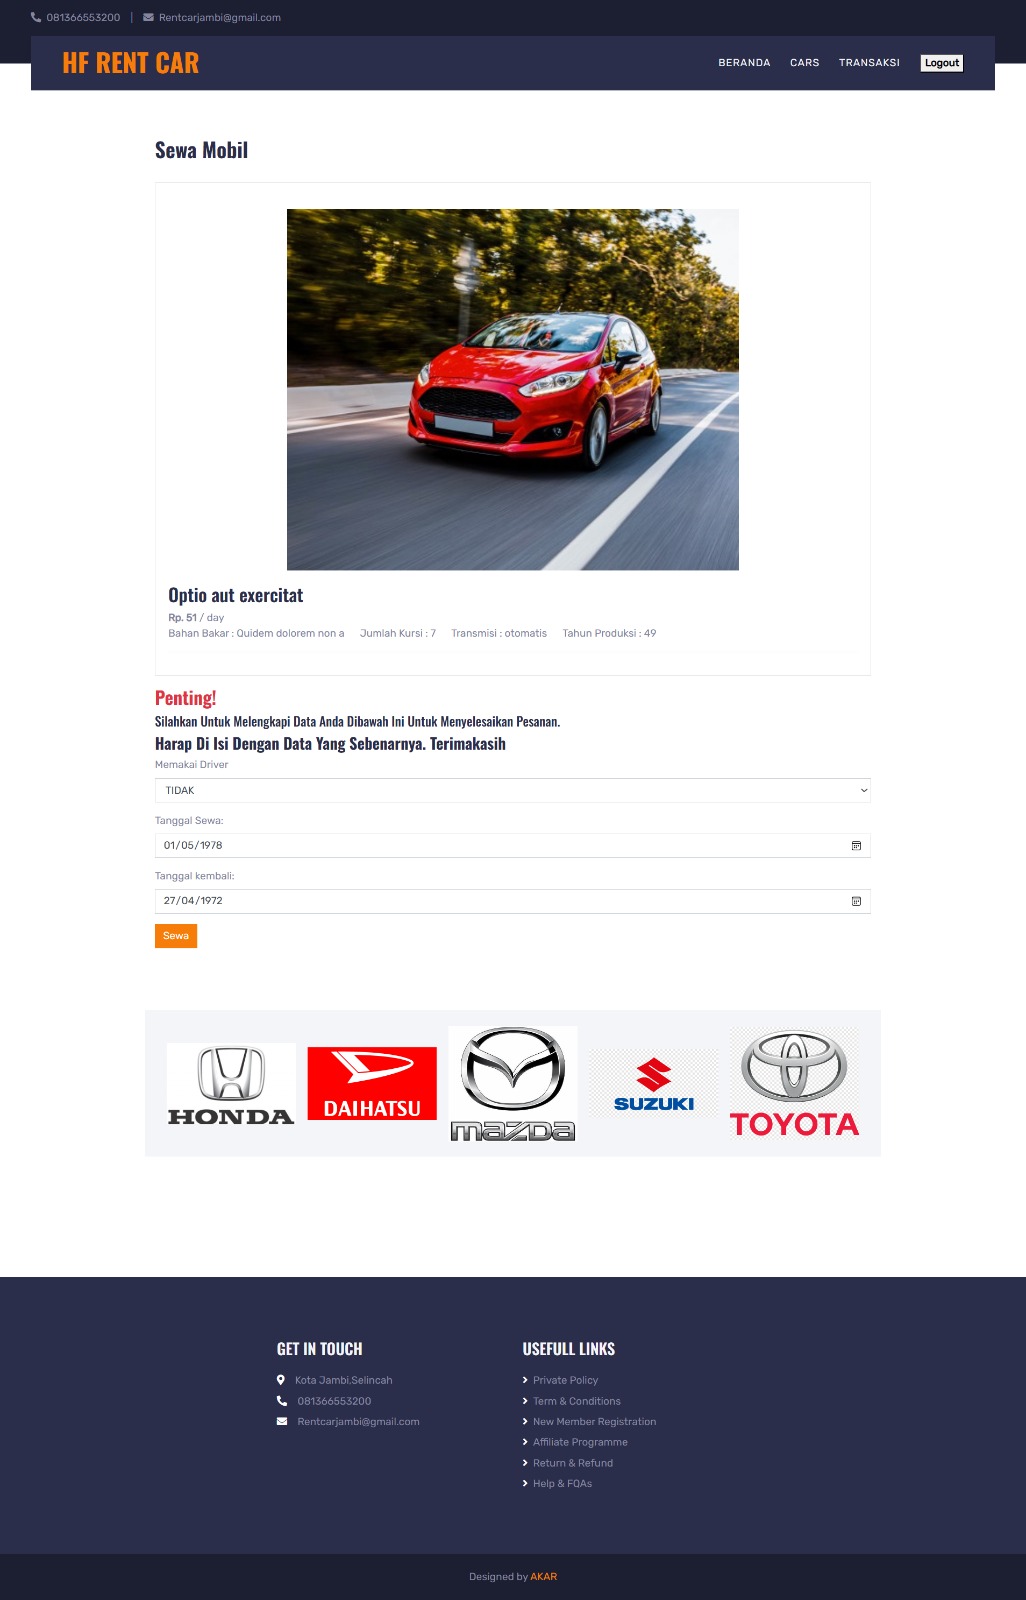 081366553200 | Rentcarjambi@gmail.com
HF RENT CAR
BERANDA CARS TRANSAKSI Logout
Sewa Mobil
Optio aut exercitat
Rp. 51 / day
Bahan Bakar : Quidem dolorem non a Jumlah Kursi : 7 Transmisi : otomatis Tahun Produksi : 49
Penting!
Silahkan Untuk Melengkapi Data Anda Dibawah Ini Untuk Menyelesaikan Pesanan.
Harap Di Isi Dengan Data Yang Sebenarnya. Terimakasih
Memakai Driver
TIDAK
Tanggal Sewa:
01/05/1978
Tanggal kembali:
27/04/1972
Sewa
HONDA
DAIHATSU
mazda
SUZUKI
TOYOTA
GET IN TOUCH
Kota Jambi.Selincah
081366553200
Rentcarjambi@gmail.com
USEFULL LINKS
Private Policy
Term & Conditions
New Member Registration
Affiliate Programme
Return & Refund
Help & FQAs
Designed by AKAR